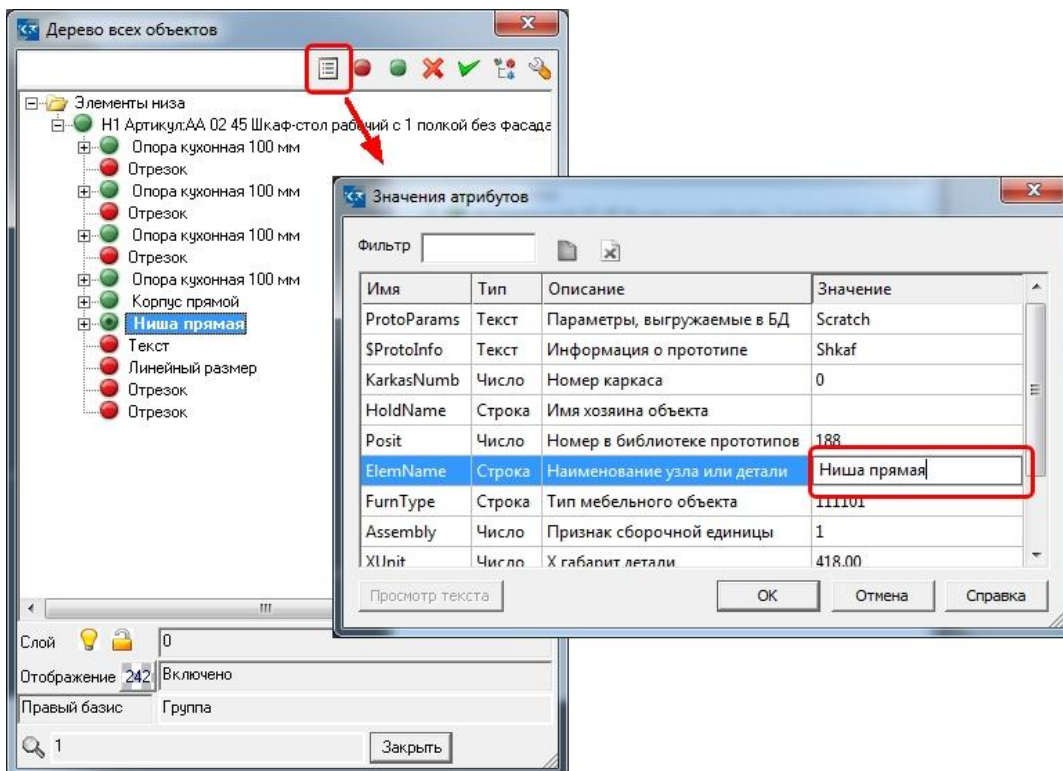 Дерево всех объектов
Элементы низа
Н1 Артикул:АА 02 45 Шкаф-стол рабочий с 1 полкой без фасада
Опора кухонная 100 мм
Отрезок
Опора кухонная 100 мм
Отрезок
Опора кухонная 100 мм
Отрезок
Опора кухонная 100 мм
Корпус прямой
Ниша прямая
Текст
Линейный размер
Отрезок
Отрезок
Слой 0
Отображение 242 Включено
Правый базис Группа
1 Закрыть
Значения атрибутов
Фильтр
Имя Тип Описание Значение
ProtoParams Текст Параметры, выгружаемые в БД Scratch
$ProtoInfo Текст Информация о прототипе Shkaf
KarkasNumb Число Номер каркаса 0
HoldName Строка Имя хозяина объекта
Posit Число Номер в библиотеке прототипов 188
ElemName Строка Наименование узла или детали Ниша прямая
FurnType Строка Тип мебельного объекта 111101
Assembly Число Признак сборочной единицы 1
XUnit Число X габарит детали 418.00
Просмотр текста OK Отмена Справка